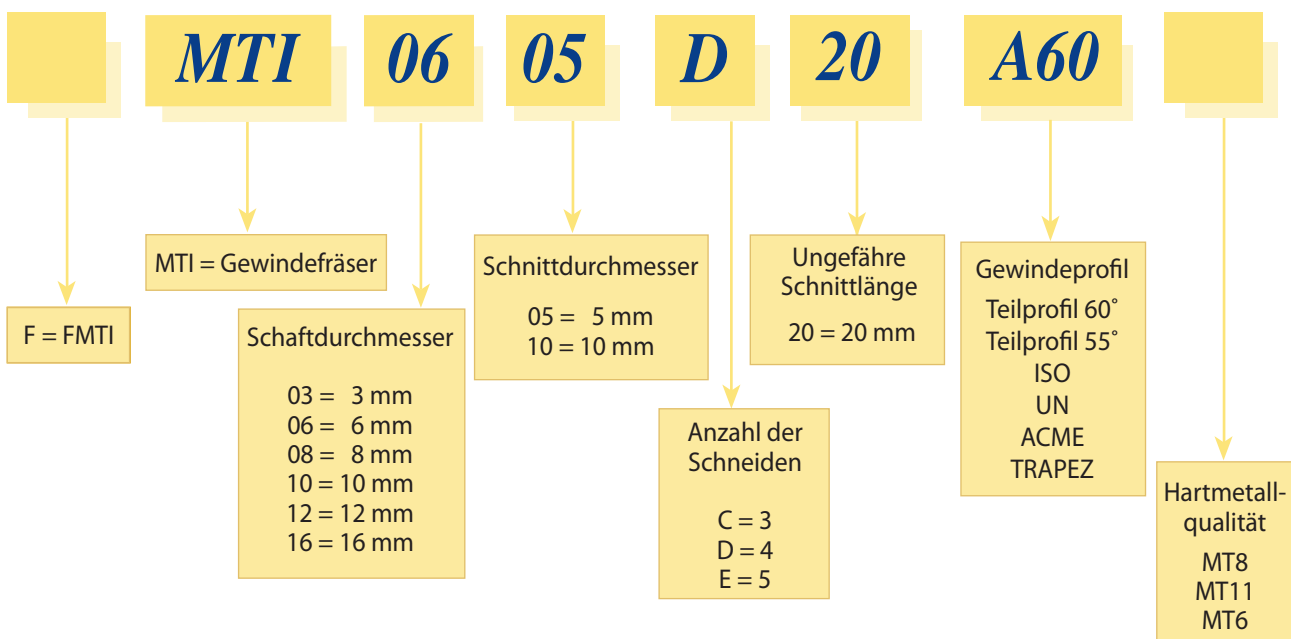 MTI 06 05 D 20 A60
F = FMTI
MTI = Gewindefräser
Schaftdurchmesser
03 = 3 mm
06 = 6 mm
08 = 8 mm
10 = 10 mm
12 = 12 mm
16 = 16 mm
Schnittdurchmesser
05 = 5 mm
10 = 10 mm
Anzahl der
Schneiden
C = 3
D = 4
E = 5
Ungefähre
Schnittlänge
20 = 20 mm
Gewindeprofil
Teilprofil 60°
Teilprofil 55°
ISO
UN
ACME
TRAPEZ
Hartmetall-
qualität
MT8
MT11
MT6